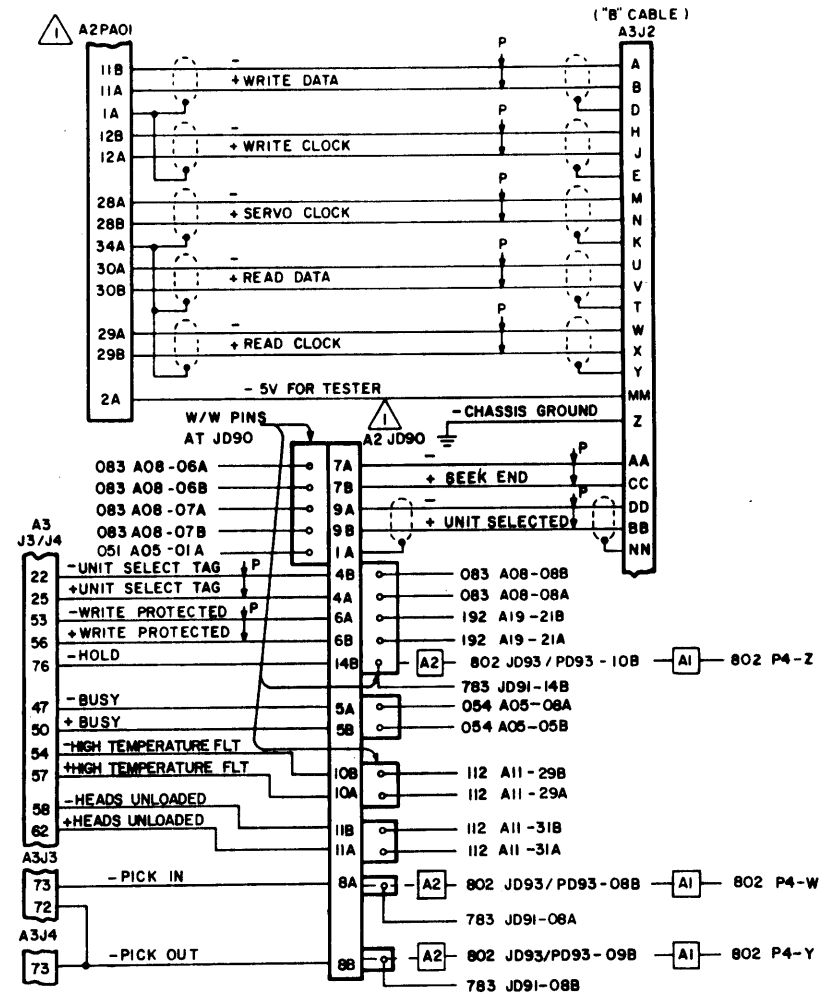 ("B" CABLE)
1 A2PA01 A3J2
11B - P A
11A + WRITE DATA B
1A D
12B - P H
12A + WRITE CLOCK J
E
28A - P M
28B + SERVO CLOCK N
34A K
30A - P U
30B + READ DATA V
T
29A - P W
29B + READ CLOCK X
Y
2A - 5V FOR TESTER MM
W/W PINS AT JD90 1 A2 JD90 - CHASSIS GROUND Z
083 A08-06A 7A - P AA
083 A08-06B 7B + SEEK END CC
083 A08-07A 9A - P DD
083 A08-07B 9B + UNIT SELECTED BB
051 A05-01A 1A NN
A3
J3/J4
22 -UNIT SELECT TAG P 4B 083 A08-08B
25 +UNIT SELECT TAG 4A 083 A08-08A
53 -WRITE PROTECTED P 6A 192 A19-21B
56 +WRITE PROTECTED 6B 192 A19-21A
76 -HOLD 14B A2 802 JD93/PD93-10B A1 802 P4-Z
783 JD91-14B
47 -BUSY 5A 054 A05-08A
50 + BUSY 5B 054 A05-05B
54 -HIGH TEMPERATURE FLT 10B 112 A11-29B
57 +HIGH TEMPERATURE FLT 10A 112 A11-29A
58 -HEADS UNLOADED 11B 112 A11-31B
62 +HEADS UNLOADED 11A 112 A11-31A
A3J3
73 -PICK IN 8A A2 802 JD93/PD93-08B A1 802 P4-W
72
783 JD91-08A
A3J4
73 -PICK OUT 8B A2 802 JD93/PD93-09B A1 802 P4-Y
783 JD91-08B